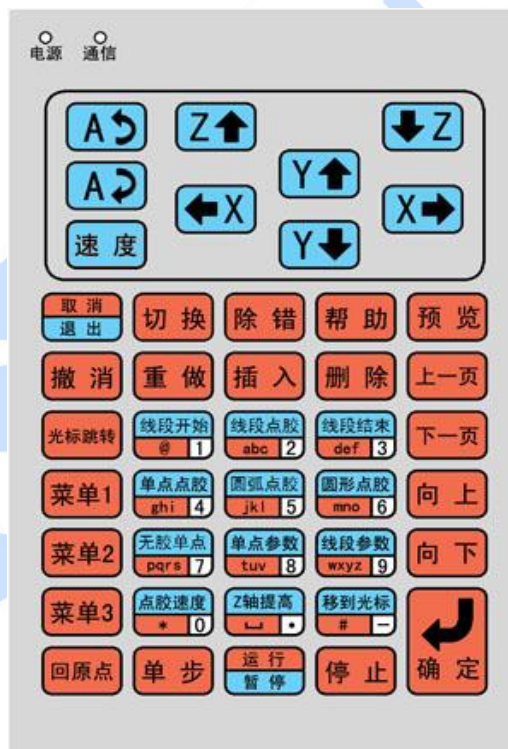 电源 通信
A Z Z
A Y
X X
速度 Y
取消 切换 除错 帮助 预览
退出
撤消 重做 插入 删除 上一页
光标跳转 线段开始 线段点胶 线段结束 下一页
@ 1 abc 2 def 3
菜单1 单点点胶 圆弧点胶 圆形点胶 向上
ghi 4 jkl 5 mno 6
菜单2 无胶单点 单点参数 线段参数 向下
pqrs 7 tuv 8 wxyz 9
菜单3 点胶速度 Z轴提高 移到光标
* 0 ␣ • # —
回原点 单步 运行 停止 确定
暂停